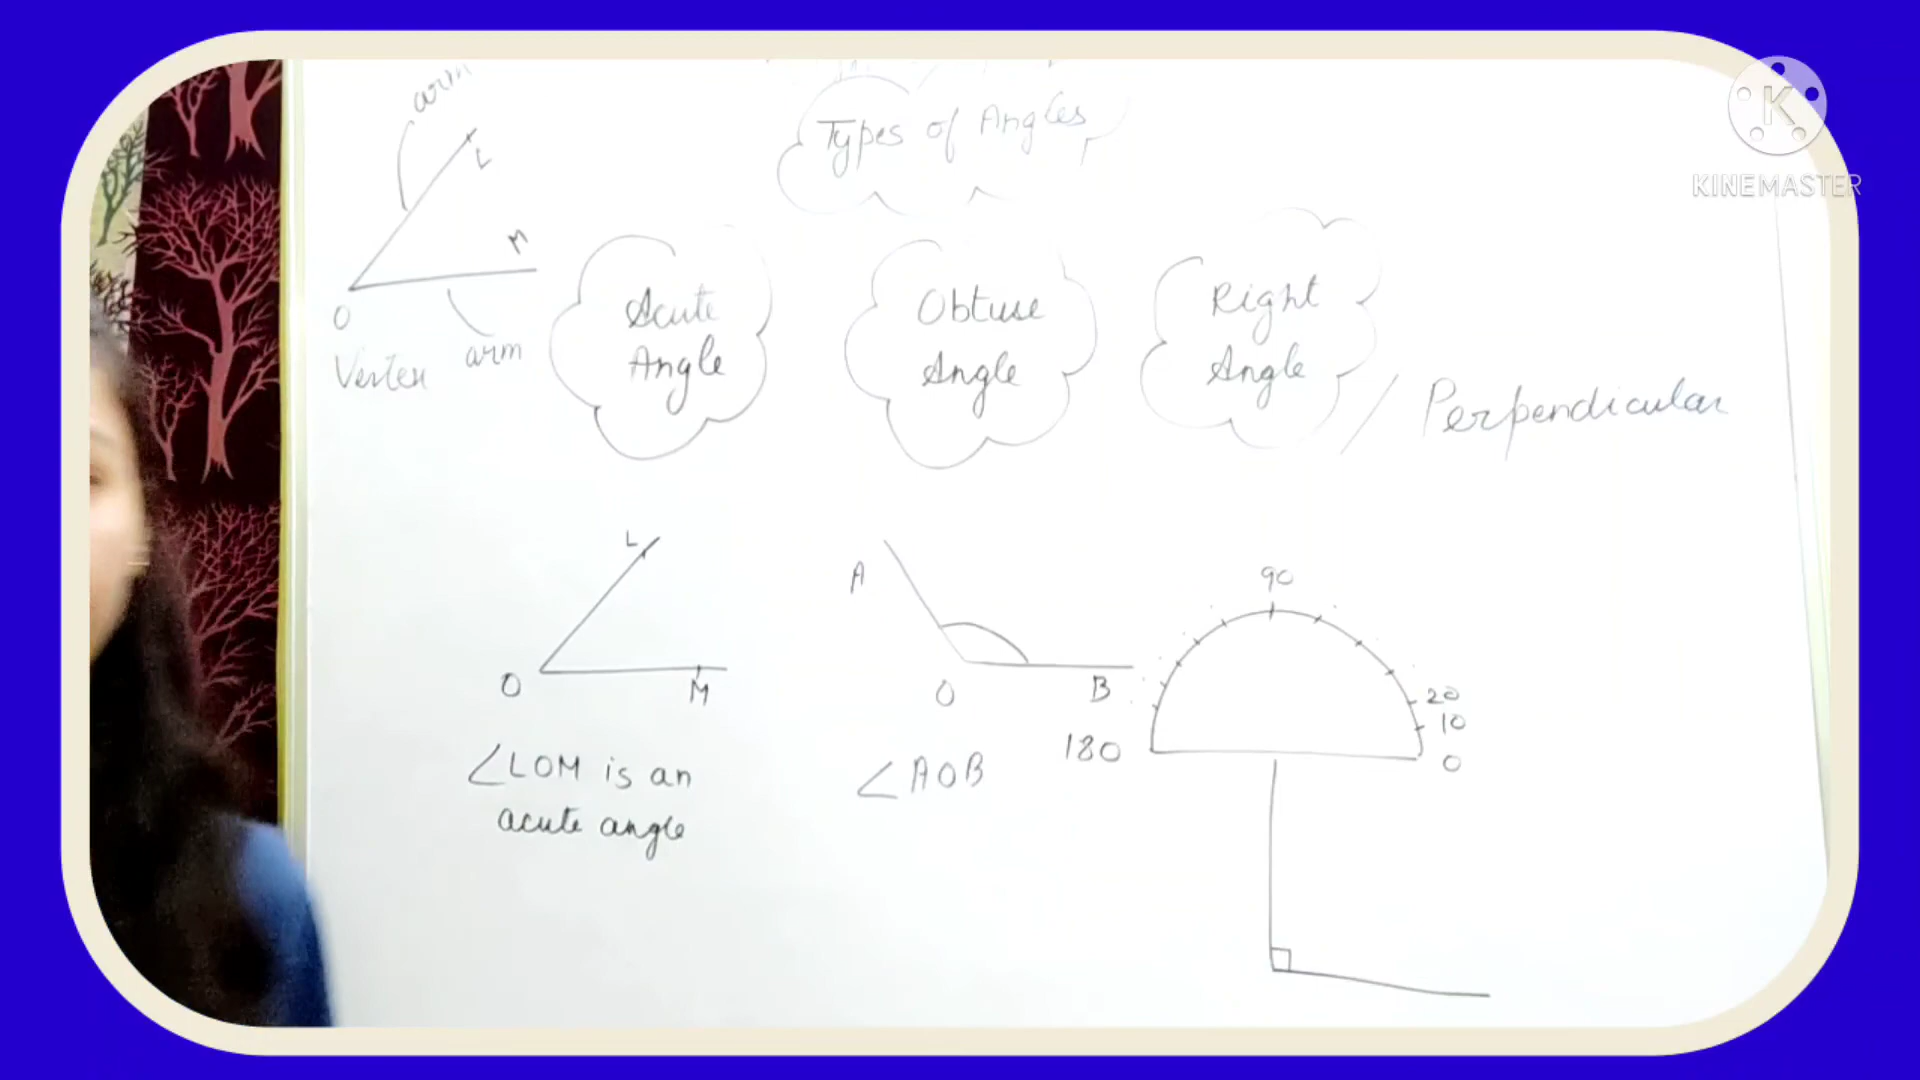 arm
L
M
O
arm
Vertex
Types of Angles
Acute
Angle
Obtuse
Angle
Right
Angle
/ Perpendicular
KINEMASTER
L
O
M
∠LOM is an
acute angle
A
O
B
∠AOB
90
20
10
0
180